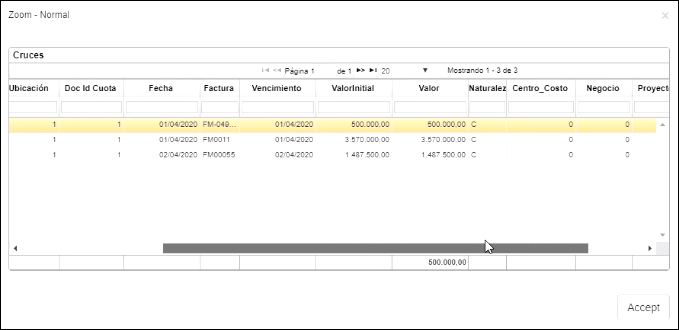 Zoom - Normal ×
Cruces
Página 1 de 1 20 Mostrando 1 - 3 de 3
Ubicación Doc Id Cuota Fecha Factura Vencimiento ValorInitial Valor Naturalez Centro_Costo Negocio Proyect
1 1 01/04/2020 FM-049... 01/04/2020 500.000,00 500.000,00 C 0 0
1 1 01/04/2020 FM0011 01/04/2020 3.570.000,00 3.570.000,00 C 0 0
1 1 02/04/2020 FM00055 02/04/2020 1.487.500,00 1.487.500,00 C 0 0
500.000,00
Accept